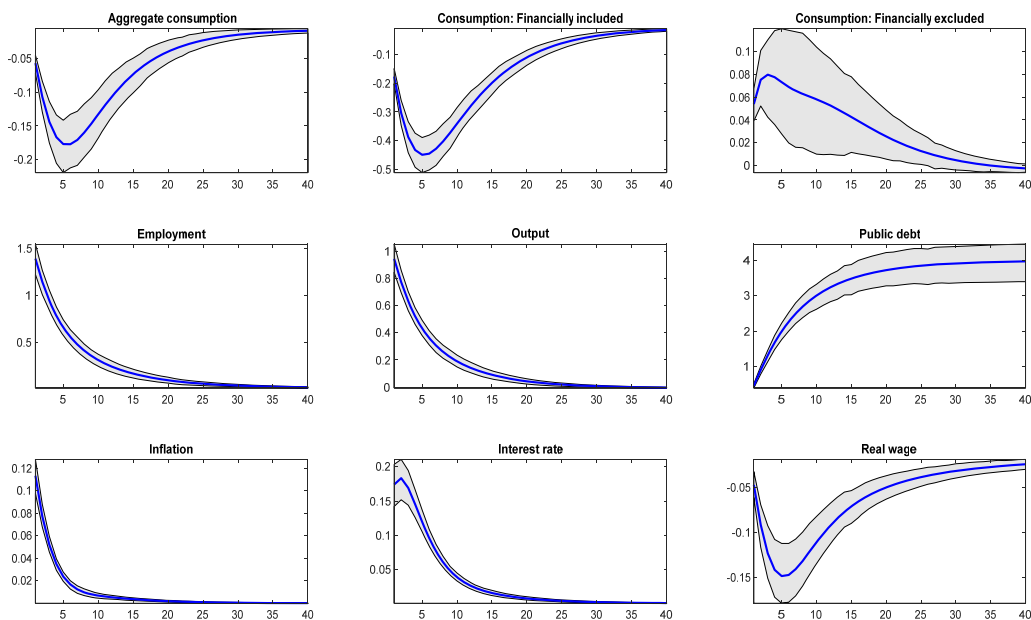 Aggregate consumption
-0.05
-0.1
-0.15
-0.2
5 10 15 20 25 30 35 40
Consumption: Financially included
-0.1
-0.2
-0.3
-0.4
-0.5
5 10 15 20 25 30 35 40
Consumption: Financially excluded
0.1
0.08
0.06
0.04
0.02
0
5 10 15 20 25 30 35 40
Employment
1.5
1
0.5
5 10 15 20 25 30 35 40
Output
1
0.8
0.6
0.4
0.2
0
5 10 15 20 25 30 35 40
Public debt
4
3
2
1
5 10 15 20 25 30 35 40
Inflation
0.12
0.1
0.08
0.06
0.04
0.02
5 10 15 20 25 30 35 40
Interest rate
0.2
0.15
0.1
0.05
5 10 15 20 25 30 35 40
Real wage
-0.05
-0.1
-0.15
5 10 15 20 25 30 35 40